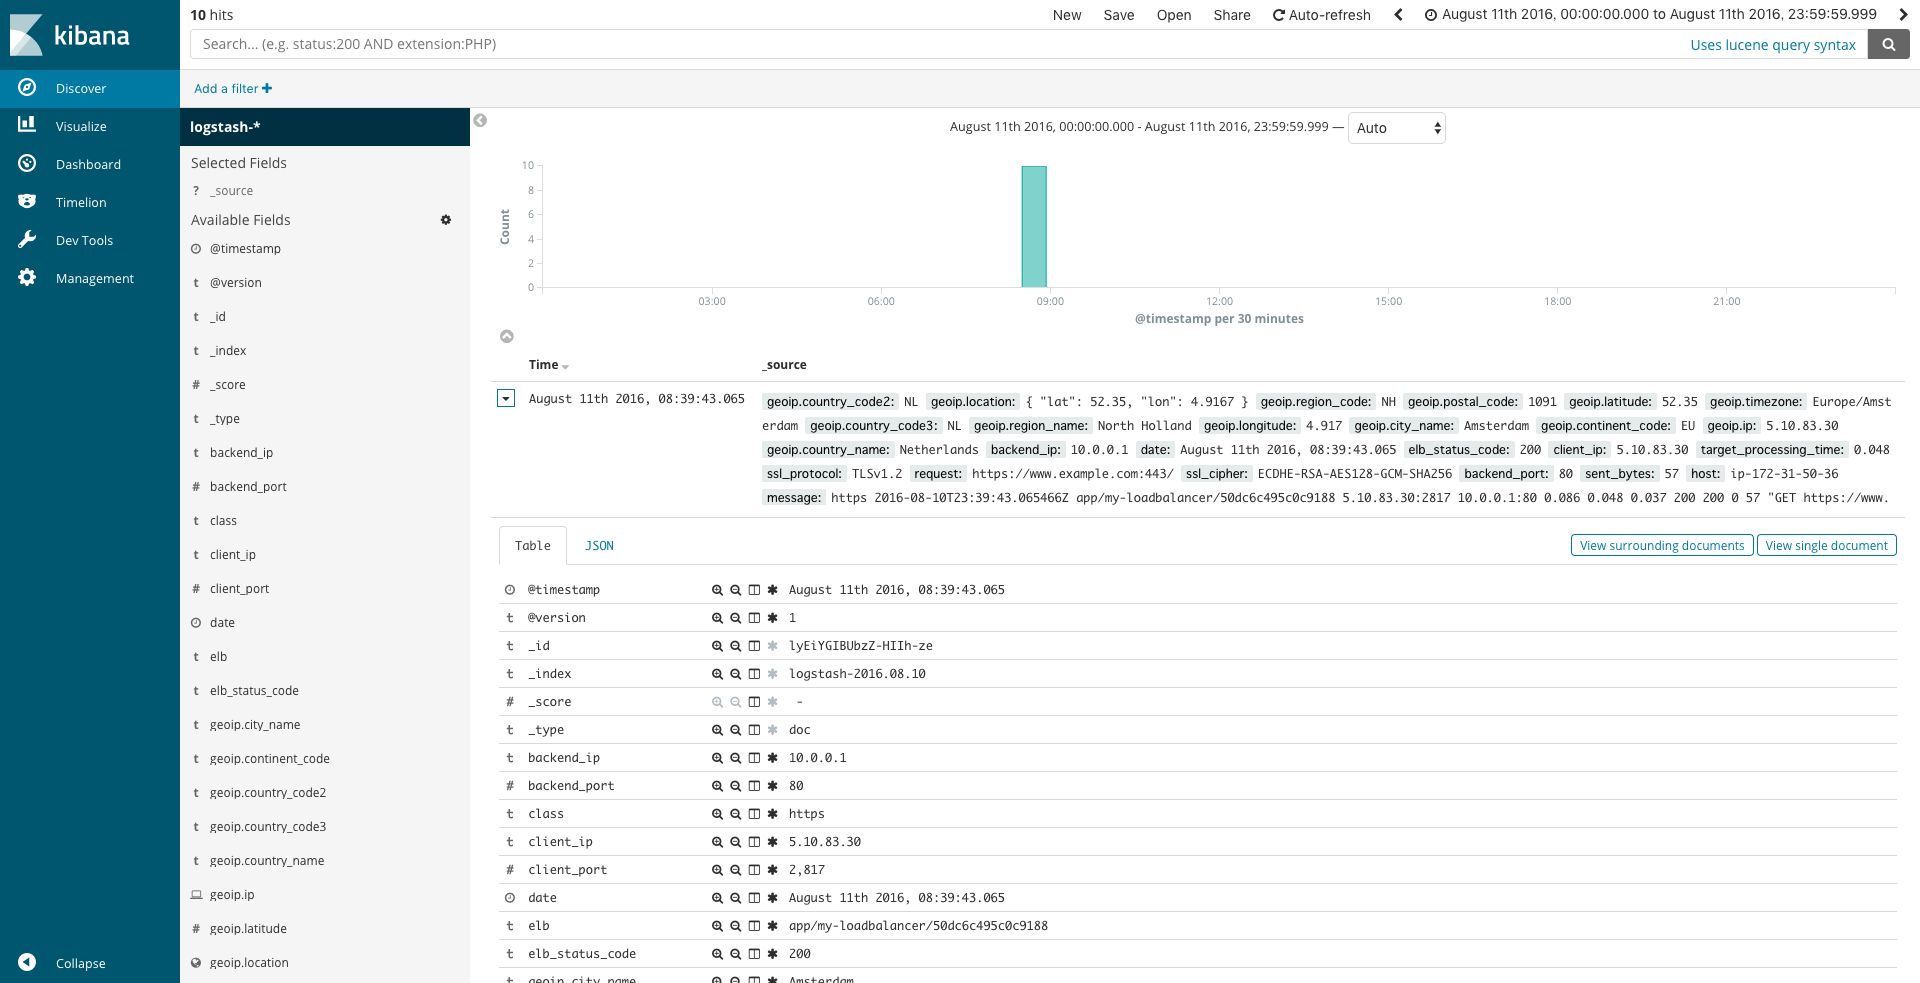 kibana
10 hits
New Save Open Share Auto-refresh August 11th 2016, 00:00:00.000 to August 11th 2016, 23:59:59.999
Search... (e.g. status:200 AND extension:PHP)
Uses lucene query syntax
Add a filter
Discover
Visualize
Dashboard
Timelion
Dev Tools
Management
Collapse
logstash-*
Selected Fields
? _source
Available Fields
@timestamp
t @version
t _id
t _index
# _score
t _type
t backend_ip
# backend_port
t class
t client_ip
# client_port
date
t elb
t elb_status_code
t geoip.city_name
t geoip.continent_code
t geoip.country_code2
t geoip.country_code3
t geoip.country_name
geoip.ip
# geoip.latitude
geoip.location
August 11th 2016, 00:00:00.000 - August 11th 2016, 23:59:59.999 — Auto
Count
10
8
6
4
2
0
03:00 06:00 09:00 12:00 15:00 18:00 21:00
@timestamp per 30 minutes
Time _source
August 11th 2016, 08:39:43.065
geoip.country_code2: NL geoip.location: { "lat": 52.35, "lon": 4.9167 } geoip.region_code: NH geoip.postal_code: 1091 geoip.latitude: 52.35 geoip.timezone: Europe/Amst
erdam geoip.country_code3: NL geoip.region_name: North Holland geoip.longitude: 4.917 geoip.city_name: Amsterdam geoip.continent_code: EU geoip.ip: 5.10.83.30
geoip.country_name: Netherlands backend_ip: 10.0.0.1 date: August 11th 2016, 08:39:43.065 elb_status_code: 200 client_ip: 5.10.83.30 target_processing_time: 0.048
ssl_protocol: TLSv1.2 request: https://www.example.com:443/ ssl_cipher: ECDHE-RSA-AES128-GCM-SHA256 backend_port: 80 sent_bytes: 57 host: ip-172-31-50-36
message: https 2016-08-10T23:39:43.065466Z app/my-loadbalancer/50dc6c495c0c9188 5.10.83.30:2817 10.0.0.1:80 0.086 0.048 0.037 200 200 0 57 "GET https://www.
Table JSON View surrounding documents View single document
@timestamp August 11th 2016, 08:39:43.065
t @version 1
t _id lyEiYGIBUbzZ-HIIh-ze
t _index logstash-2016.08.10
# _score -
t _type doc
t backend_ip 10.0.0.1
# backend_port 80
t class https
t client_ip 5.10.83.30
# client_port 2,817
date August 11th 2016, 08:39:43.065
t elb app/my-loadbalancer/50dc6c495c0c9188
t elb_status_code 200
t geoip.city_name Amsterdam